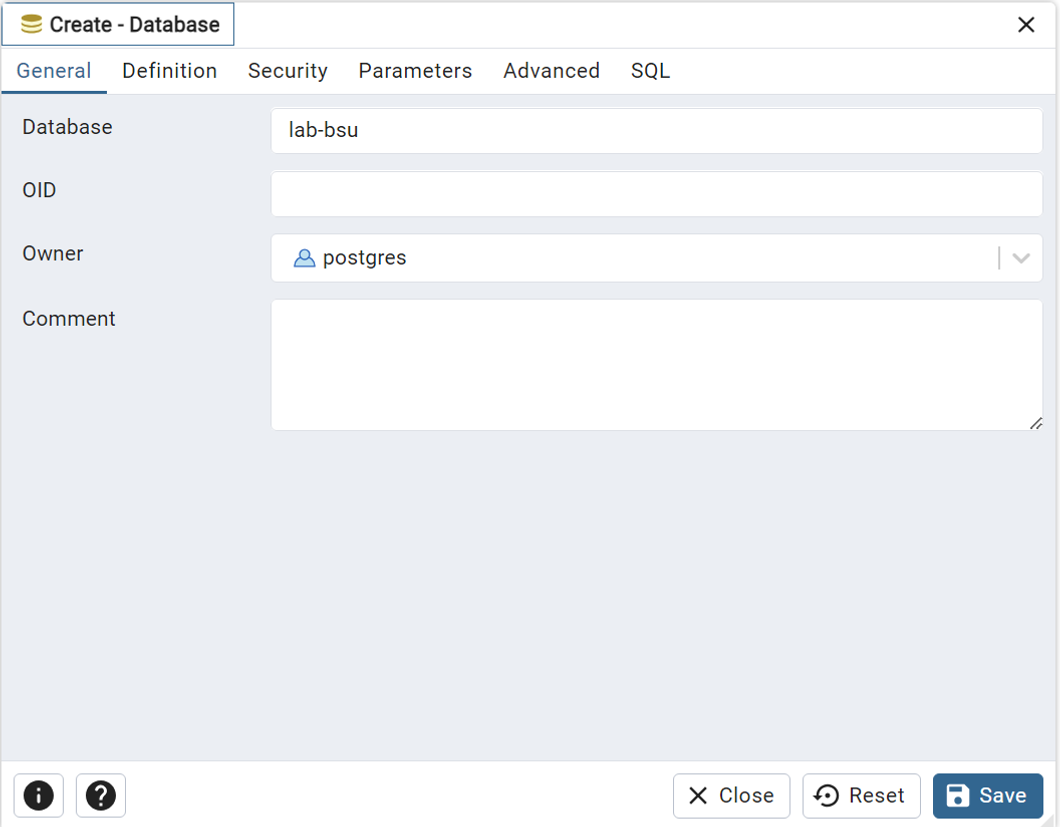 Create - Database
General Definition Security Parameters Advanced SQL
Database lab-bsu
OID
Owner postgres
Comment
Close Reset Save